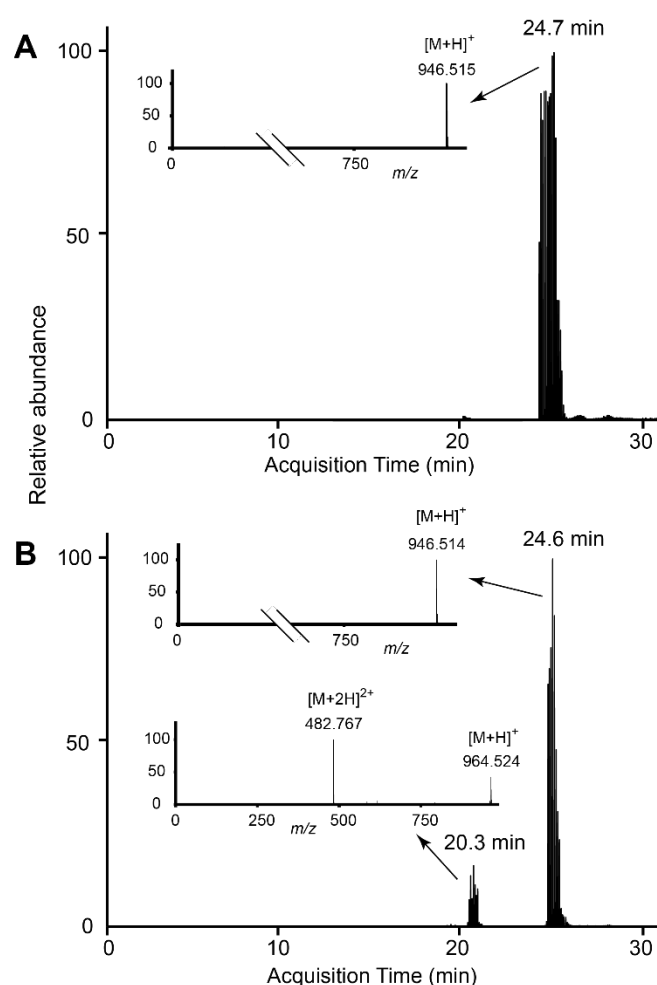 A
24.7 min
[M+H]+
946.515
100
50
0
0
750
m/z
100
50
0
0
10
20
30
Acquisition Time (min)
Relative abundance
B
24.6 min
[M+H]+
946.514
100
50
0
0
750
m/z
[M+2H]2+
482.767
[M+H]+
964.524
100
50
0
0
250
500
750
m/z
20.3 min
100
50
0
0
10
20
30
Acquisition Time (min)